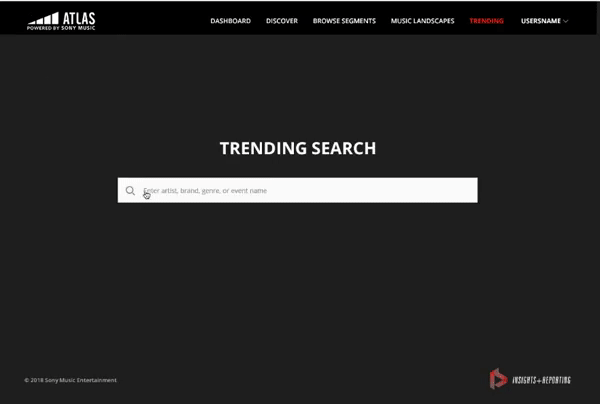 ATLAS
POWERED BY SONY MUSIC
DASHBOARD DISCOVER BROWSE SEGMENTS MUSIC LANDSCAPES TRENDING USERSNAME
TRENDING SEARCH
Enter artist, brand, genre, or event name
© 2018 Sony Music Entertainment
INSIGHTS+REPORTING